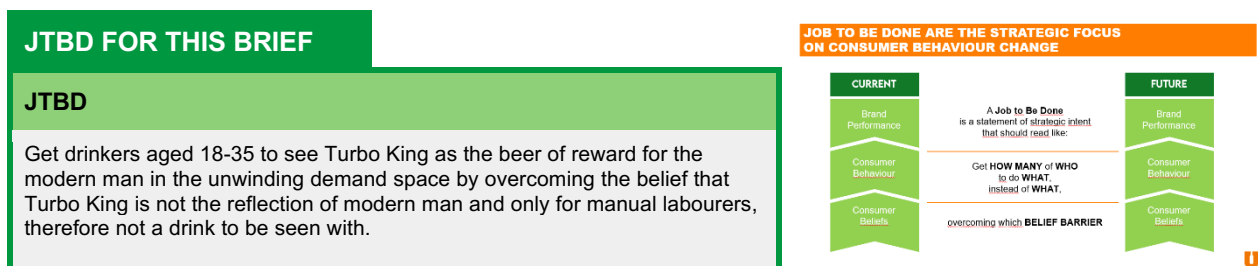 JTBD FOR THIS BRIEF
JTBD
Get drinkers aged 18-35 to see Turbo King as the beer of reward for the
modern man in the unwinding demand space by overcoming the belief that
Turbo King is not the reflection of modern man and only for manual labourers,
therefore not a drink to be seen with.
JOB TO BE DONE ARE THE STRATEGIC FOCUS
ON CONSUMER BEHAVIOUR CHANGE
CURRENT
Brand
Performance
Consumer
Behaviour
Consumer
Beliefs
A Job to Be Done
is a statement of strategic intent
that should read like:
Get HOW MANY of WHO
to do WHAT,
instead of WHAT,
overcoming which BELIEF BARRIER
FUTURE
Brand
Performance
Consumer
Behaviour
Consumer
Beliefs